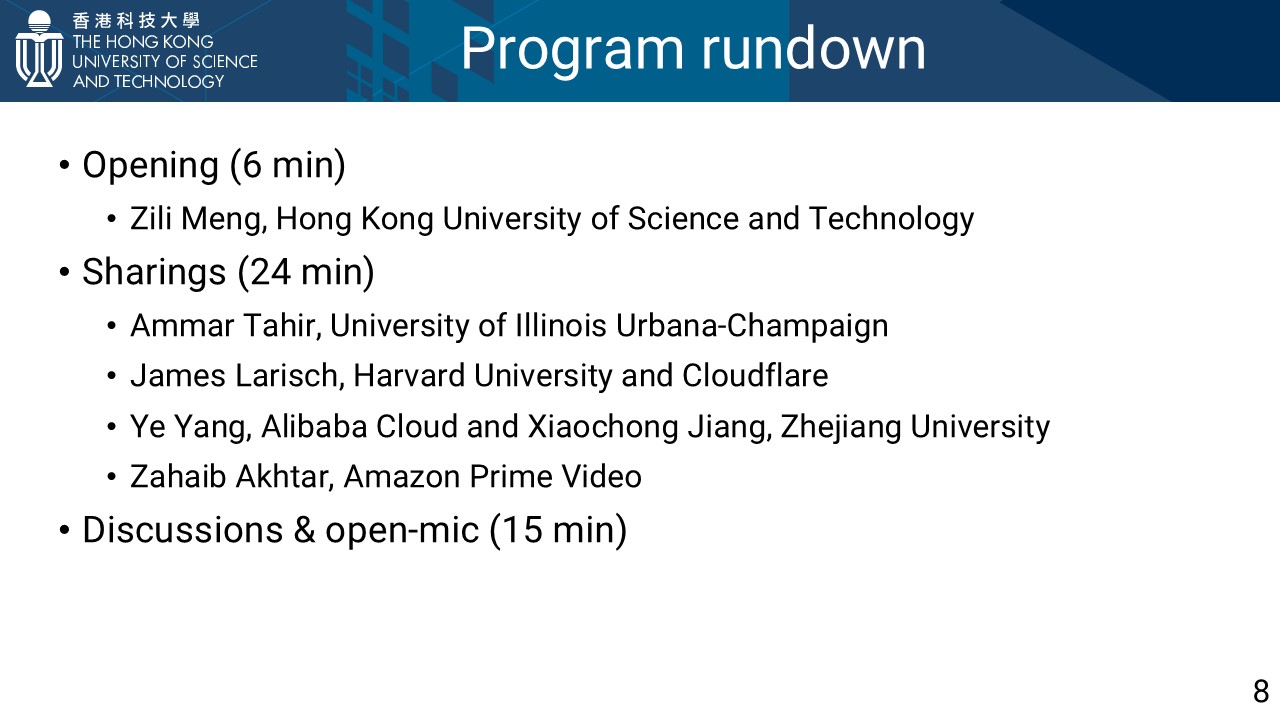 香港科技大學
THE HONG KONG
UNIVERSITY OF SCIENCE
AND TECHNOLOGY
Program rundown
• Opening (6 min)
• Zili Meng, Hong Kong University of Science and Technology
• Sharings (24 min)
• Ammar Tahir, University of Illinois Urbana-Champaign
• James Larisch, Harvard University and Cloudflare
• Ye Yang, Alibaba Cloud and Xiaochong Jiang, Zhejiang University
• Zahaib Akhtar, Amazon Prime Video
• Discussions & open-mic (15 min)
8